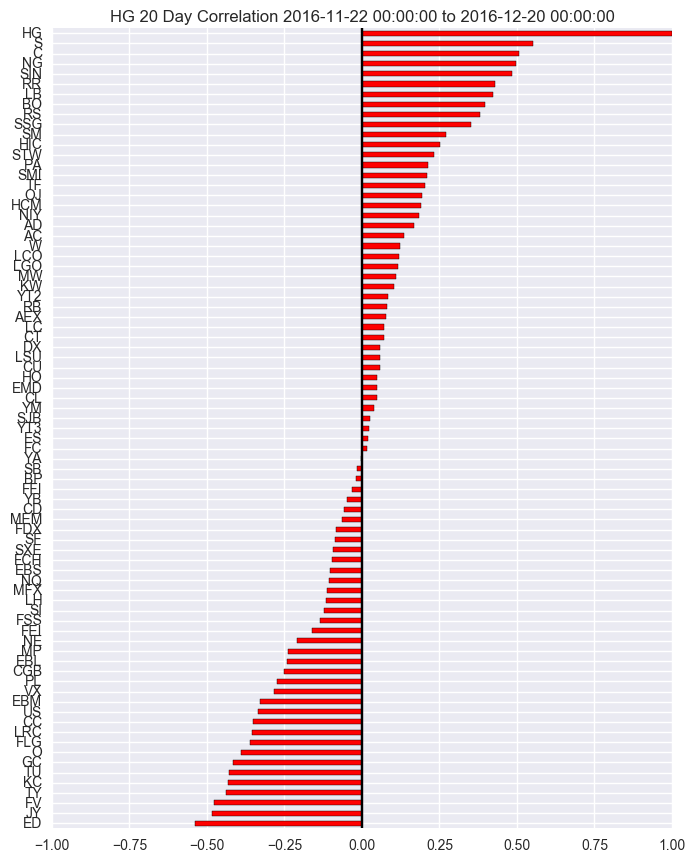 HG 20 Day Correlation 2016-11-22 00:00:00 to 2016-12-20 00:00:00
HG
S
C
NG
SIN
RR
LB
BO
RS
SSG
SM
HIC
STW
PA
SMI
TF
OJ
HCM
NIY
AD
AC
W
LCO
LGO
MW
KW
YT2
RB
AEX
LC
CT
DX
LSU
CU
HO
EMD
CL
YM
SJB
YT3
ES
FC
YA
SB
BP
YB
CD
MEM
FDX
SF
SXE
FCH
EBS
NQ
MFX
LH
SI
FSS
FEI
NE
MP
EBL
CGB
PL
VX
EBM
US
CC
LRC
FLG
O
GC
TU
KC
TY
FV
JY
ED
−1.00 −0.75 −0.50 −0.25 0.00 0.25 0.50 0.75 1.00